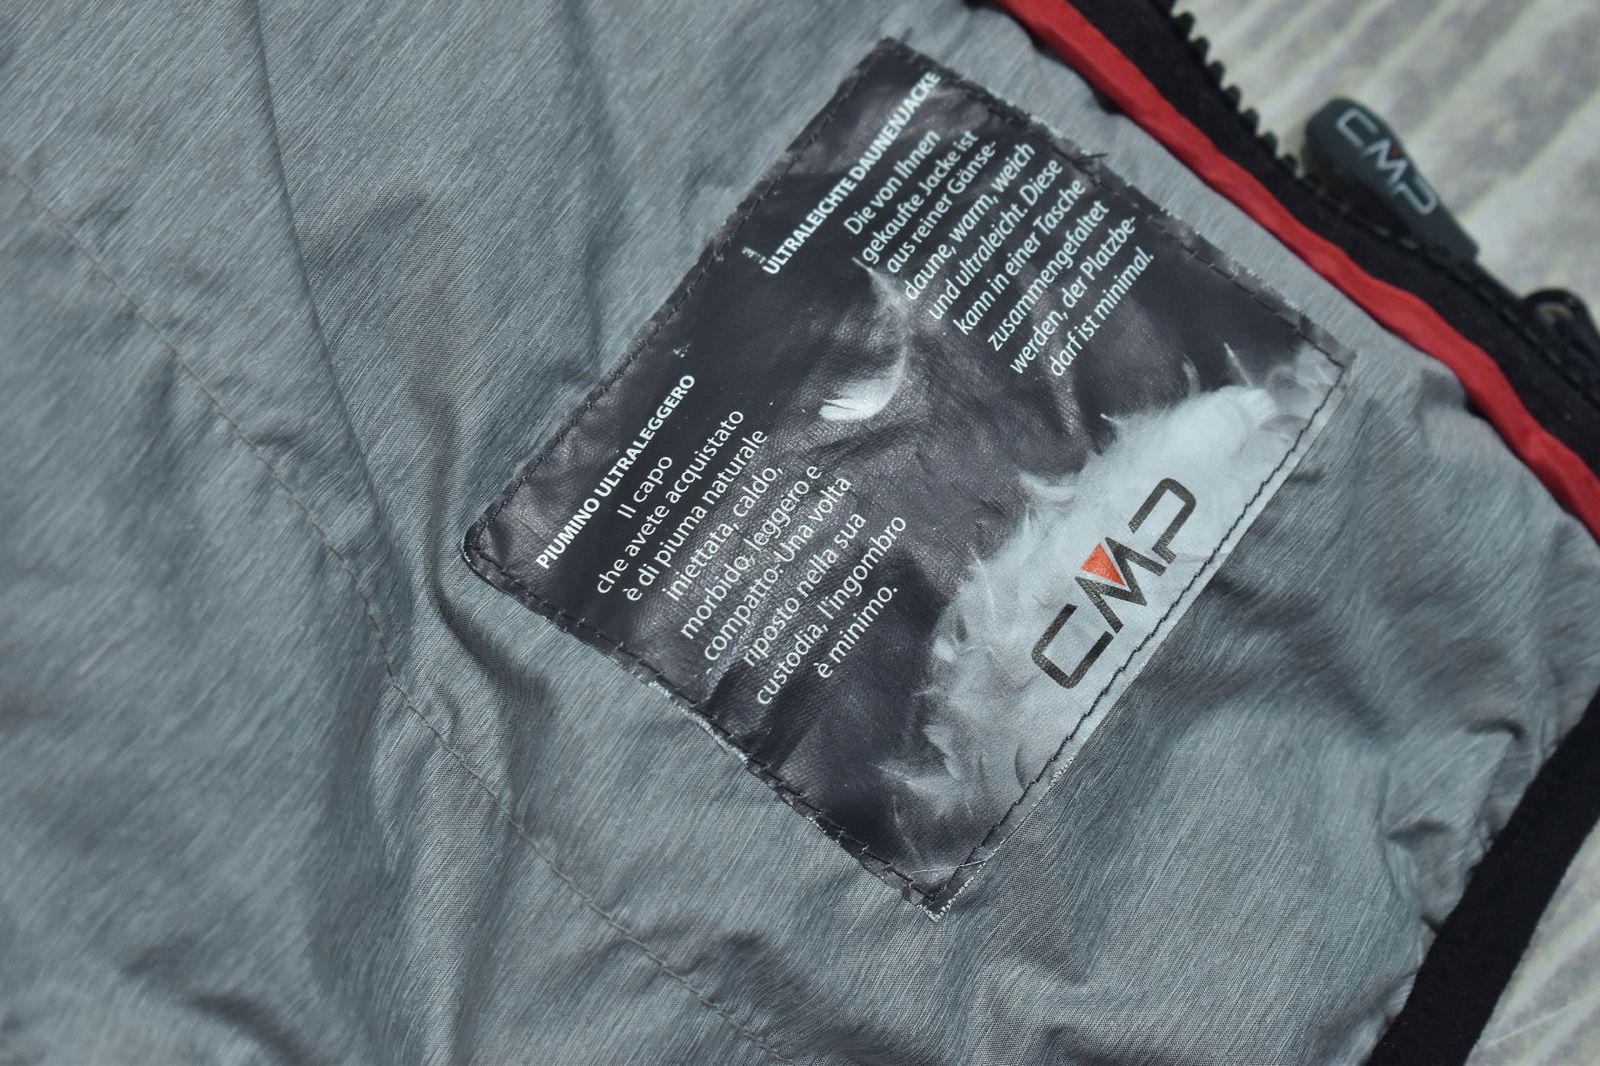 PIUMINO ULTRALEGGERO
Il capo
che avete acquistato
è di piuma naturale
iniettata, caldo,
morbido, leggero e
compatto. Una volta
riposto nella sua
custodia, l'ingombro
è minimo.
ULTRALEICHTE DAUNENJACKE
Die von Ihnen
gekaufte Jacke ist
aus reiner Gänse-
daune, warm, weich
und ultraleicht. Diese
kann in einer Tasche
zusammengefaltet
werden, der Platzbe-
darf ist minimal.
CMP
CMP